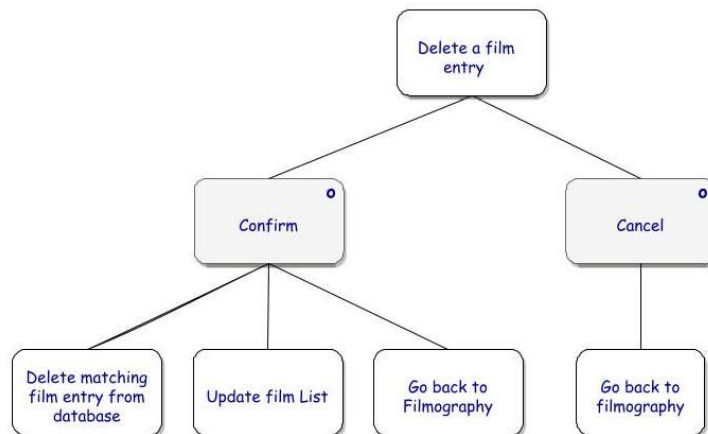 Delete a film
entry
o
Confirm
o
Cancel
Delete matching
film entry from
database
Update film List
Go back to
Filmography
Go back to
filmography